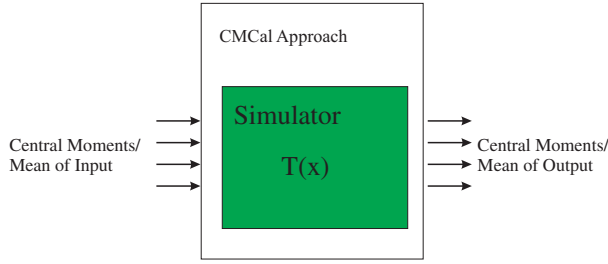 CMCal Approach
Simulator
T(x)
Central Moments/
Mean of Input
Central Moments/
Mean of Output